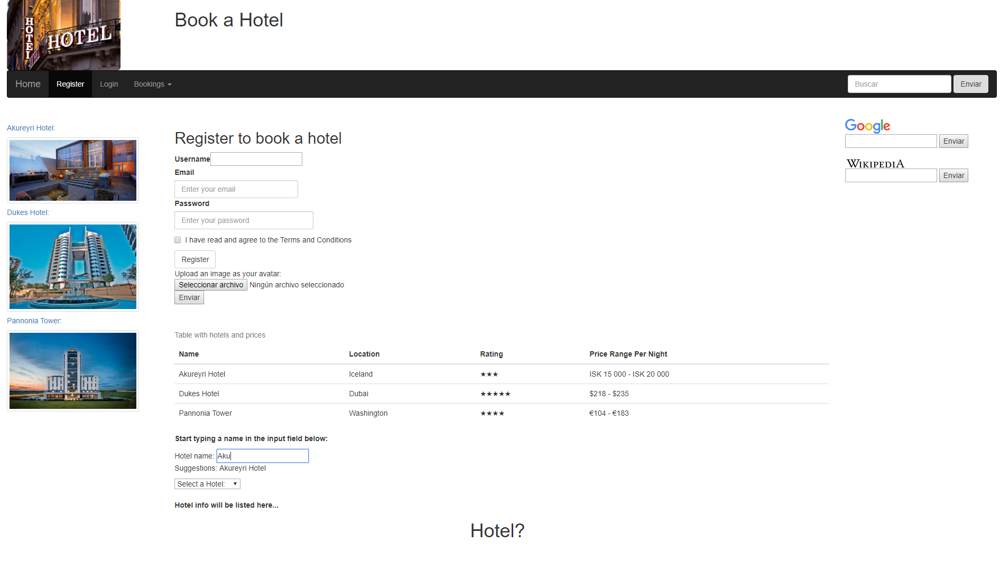 HOTEL
HOTEL
Book a Hotel
Home Register Login Bookings Buscar Enviar
Akureyri Hotel:
Dukes Hotel:
Pannonia Tower:
Register to book a hotel
Username
Email
Enter your email
Password
Enter your password
I have read and agree to the Terms and Conditions
Register
Upload an image as your avatar:
Seleccionar archivo Ningún archivo seleccionado
Enviar
Table with hotels and prices
Name Location Rating Price Range Per Night
Akureyri Hotel Iceland ★★★ ISK 15 000 - ISK 20 000
Dukes Hotel Dubai ★★★★★ $218 - $235
Pannonia Tower Washington ★★★★ €104 - €183
Start typing a name in the input field below:
Hotel name: Aku
Suggestions: Akureyri Hotel
Select a Hotel:
Hotel info will be listed here...
Hotel?
Google
Enviar
WIKIPEDIA
Enviar